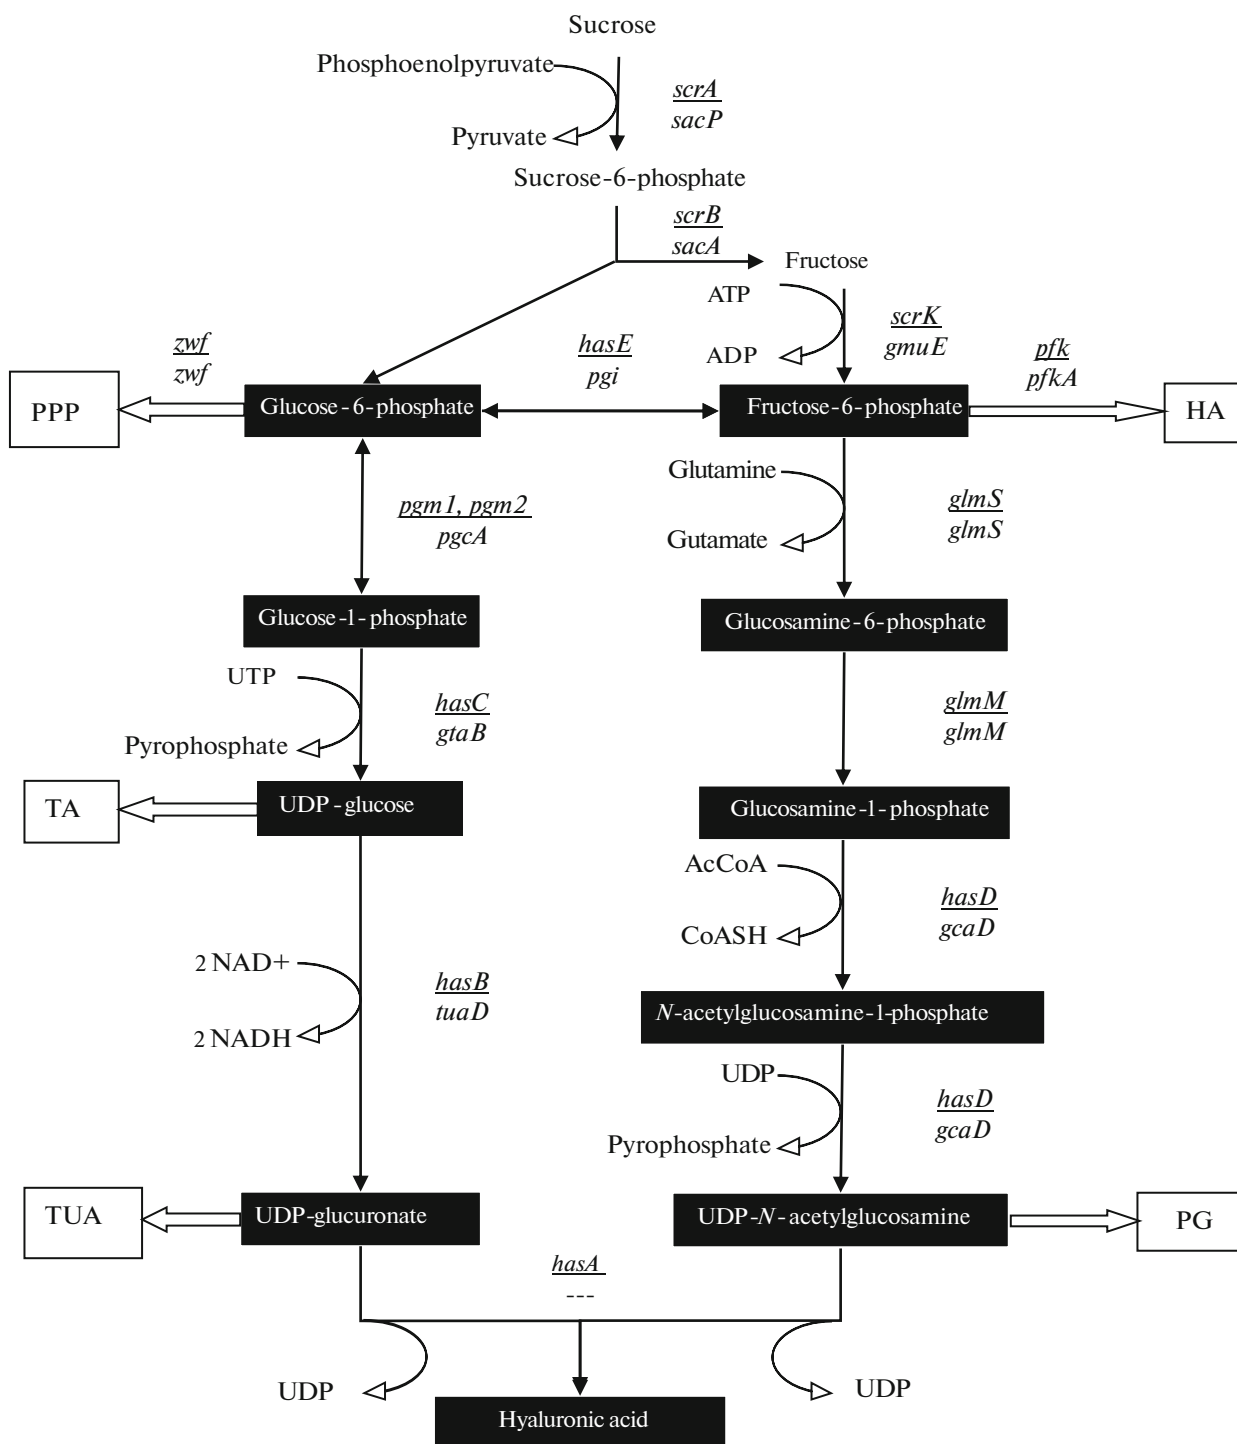 Sucrose
Phosphoenolpyruvate
scrA
sacP
Pyruvate
Sucrose-6-phosphate
scrB
sacA
Fructose
ATP
scrK
gmuE
ADP
zwf
zwf
hasE
pgi
pfk
pfkA
PPP
Glucose-6-phosphate
Fructose-6-phosphate
HA
Glutamine
pgm1, pgm2
pgcA
glmS
glmS
Gutamate
Glucose-1-phosphate
Glucosamine-6-phosphate
UTP
hasC
gtaB
glmM
glmM
Pyrophosphate
TA
UDP-glucose
Glucosamine-1-phosphate
AcCoA
hasD
gcaD
CoASH
2 NAD+
hasB
tuaD
2 NADH
N-acetylglucosamine-1-phosphate
UDP
hasD
gcaD
Pyrophosphate
TUA
UDP-glucuronate
UDP-N-acetylglucosamine
PG
hasA
---
UDP
UDP
Hyaluronic acid